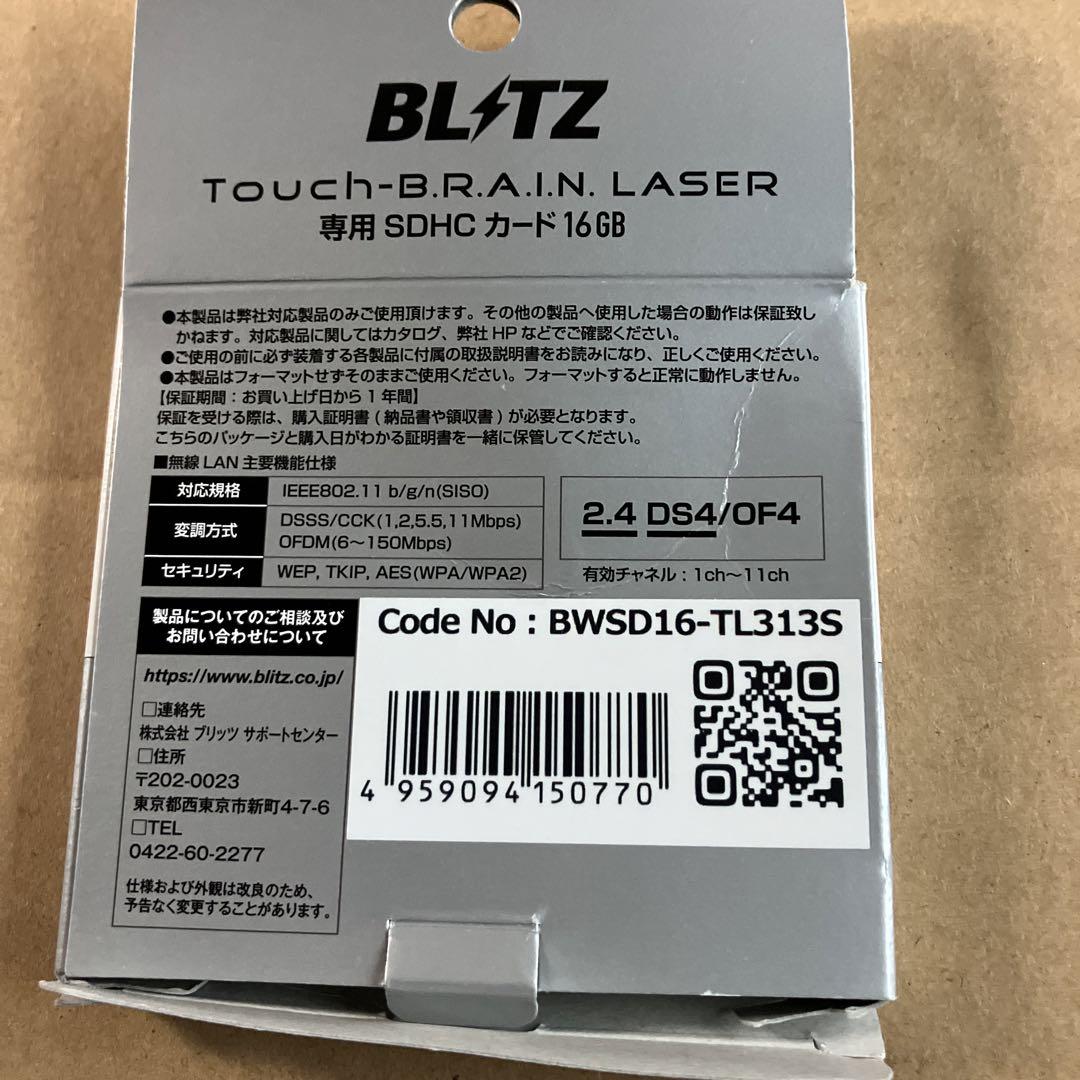 BLITZ
Touch-B.R.A.I.N. LASER
専用 SDHC カード 16GB
●本製品は弊社対応製品のみご使用頂けます。その他の製品へ使用した場合の動作は保証致し
かねます。対応製品に関してはカタログ、弊社 HP などでご確認ください。
●ご使用の前に必ず装着する各製品に付属の取扱説明書をお読みになり、正しくご使用ください。
●本製品はフォーマットせずそのままご使用ください。フォーマットすると正常に動作しません。
【保証期間：お買い上げ日から 1 年間】
保証を受ける際は、購入証明書 ( 納品書や領収書 ) が必要となります。
こちらのパッケージと購入日がわかる証明書を一緒に保管してください。
■無線 LAN 主要機能仕様
対応規格 IEEE802.11 b/g/n(SISO)
変調方式 DSSS/CCK(1,2,5.5,11Mbps)
OFDM(6～150Mbps)
セキュリティ WEP, TKIP, AES(WPA/WPA2)
2.4 DS4/OF4
有効チャネル：1ch～11ch
製品についてのご相談及び
お問い合わせについて
https://www.blitz.co.jp/
□連絡先
株式会社 ブリッツ サポートセンター
□住所
〒202-0023
東京都西東京市新町4-7-6
□TEL
0422-60-2277
仕様および外観は改良のため、
予告なく変更することがあります。
Code No : BWSD16-TL313S
4 959094 150770